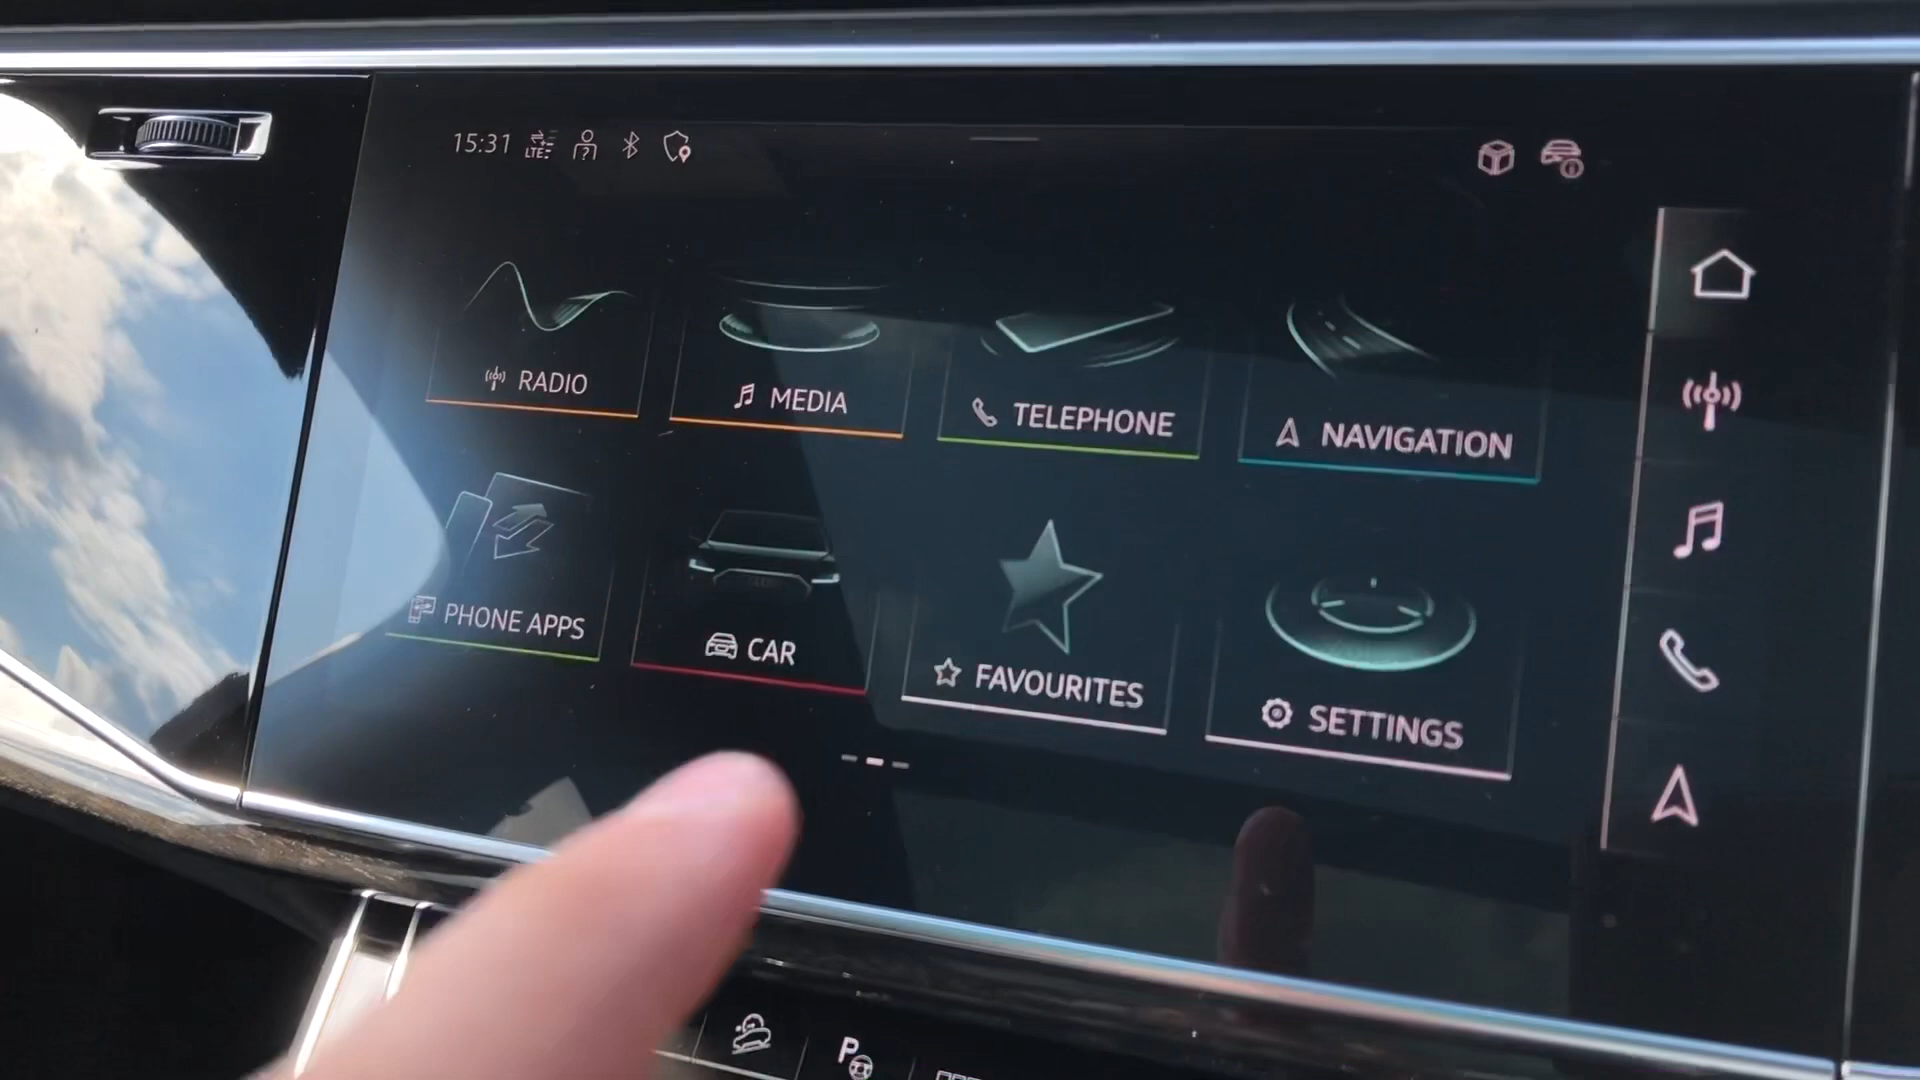 15:31 LTE
RADIO
MEDIA
TELEPHONE
NAVIGATION
PHONE APPS
CAR
FAVOURITES
SETTINGS
P